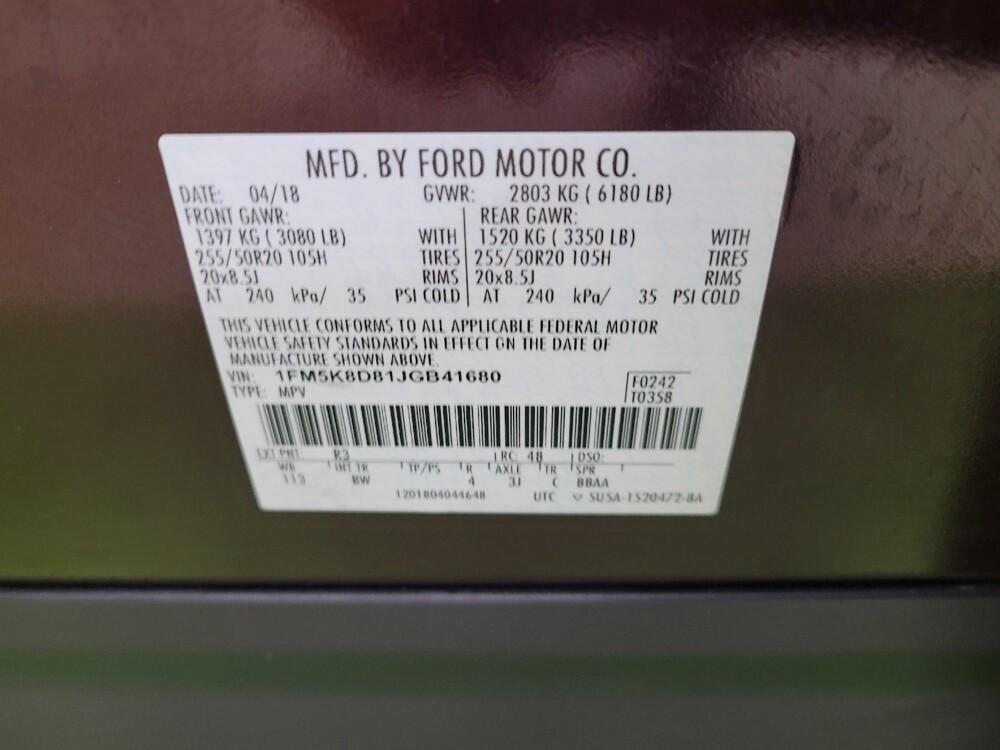 MFD. BY FORD MOTOR CO.
DATE: 04/18 GVWR: 2803 KG ( 6180 LB)
FRONT GAWR: REAR GAWR:
1397 KG ( 3080 LB) WITH 1520 KG ( 3350 LB) WITH
255/50R20 105H TIRES 255/50R20 105H TIRES
20x8.5J RIMS 20x8.5J RIMS
AT 240 kPa/ 35 PSI COLD AT 240 kPa/ 35 PSI COLD
THIS VEHICLE CONFORMS TO ALL APPLICABLE FEDERAL MOTOR
VEHICLE SAFETY STANDARDS IN EFFECT ON THE DATE OF
MANUFACTURE SHOWN ABOVE.
VIN: 1FM5K8D81JGB41680 F0242
TYPE: MPV T0358
EXT PNT: R3 RC: 48 DSO:
WB INT TR TP/PS R AXLE TR SPR
113 BW 4 3J C BBAA
1201804044648 UTC SU5A-1520472-BA